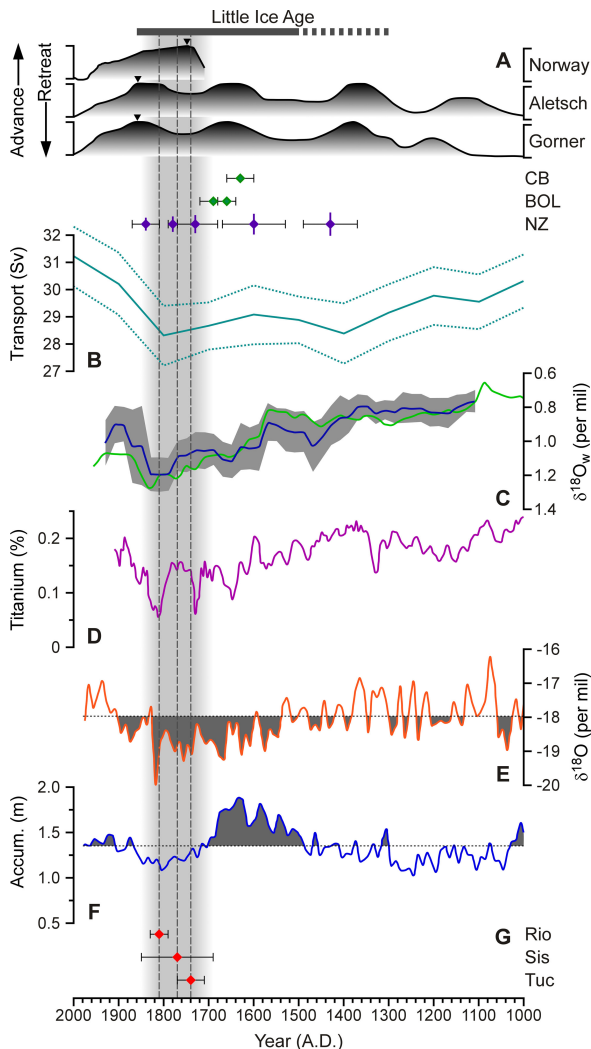 Little Ice Age
A
Norway
Aletsch
Gorner
Advance
Retreat
CB
BOL
NZ
32
31
30
29
28
27
Transport (Sv)
B
0.6
0.8
1.0
1.2
1.4
δ¹⁸Ow (per mil)
C
0.2
0.1
0
Titanium (%)
D
-16
-17
-18
-19
-20
δ¹⁸O (per mil)
E
2.0
1.5
1.0
0.5
Accum. (m)
F
G
Rio
Sis
Tuc
2000 1900 1800 1700 1600 1500 1400 1300 1200 1100 1000
Year (A.D.)